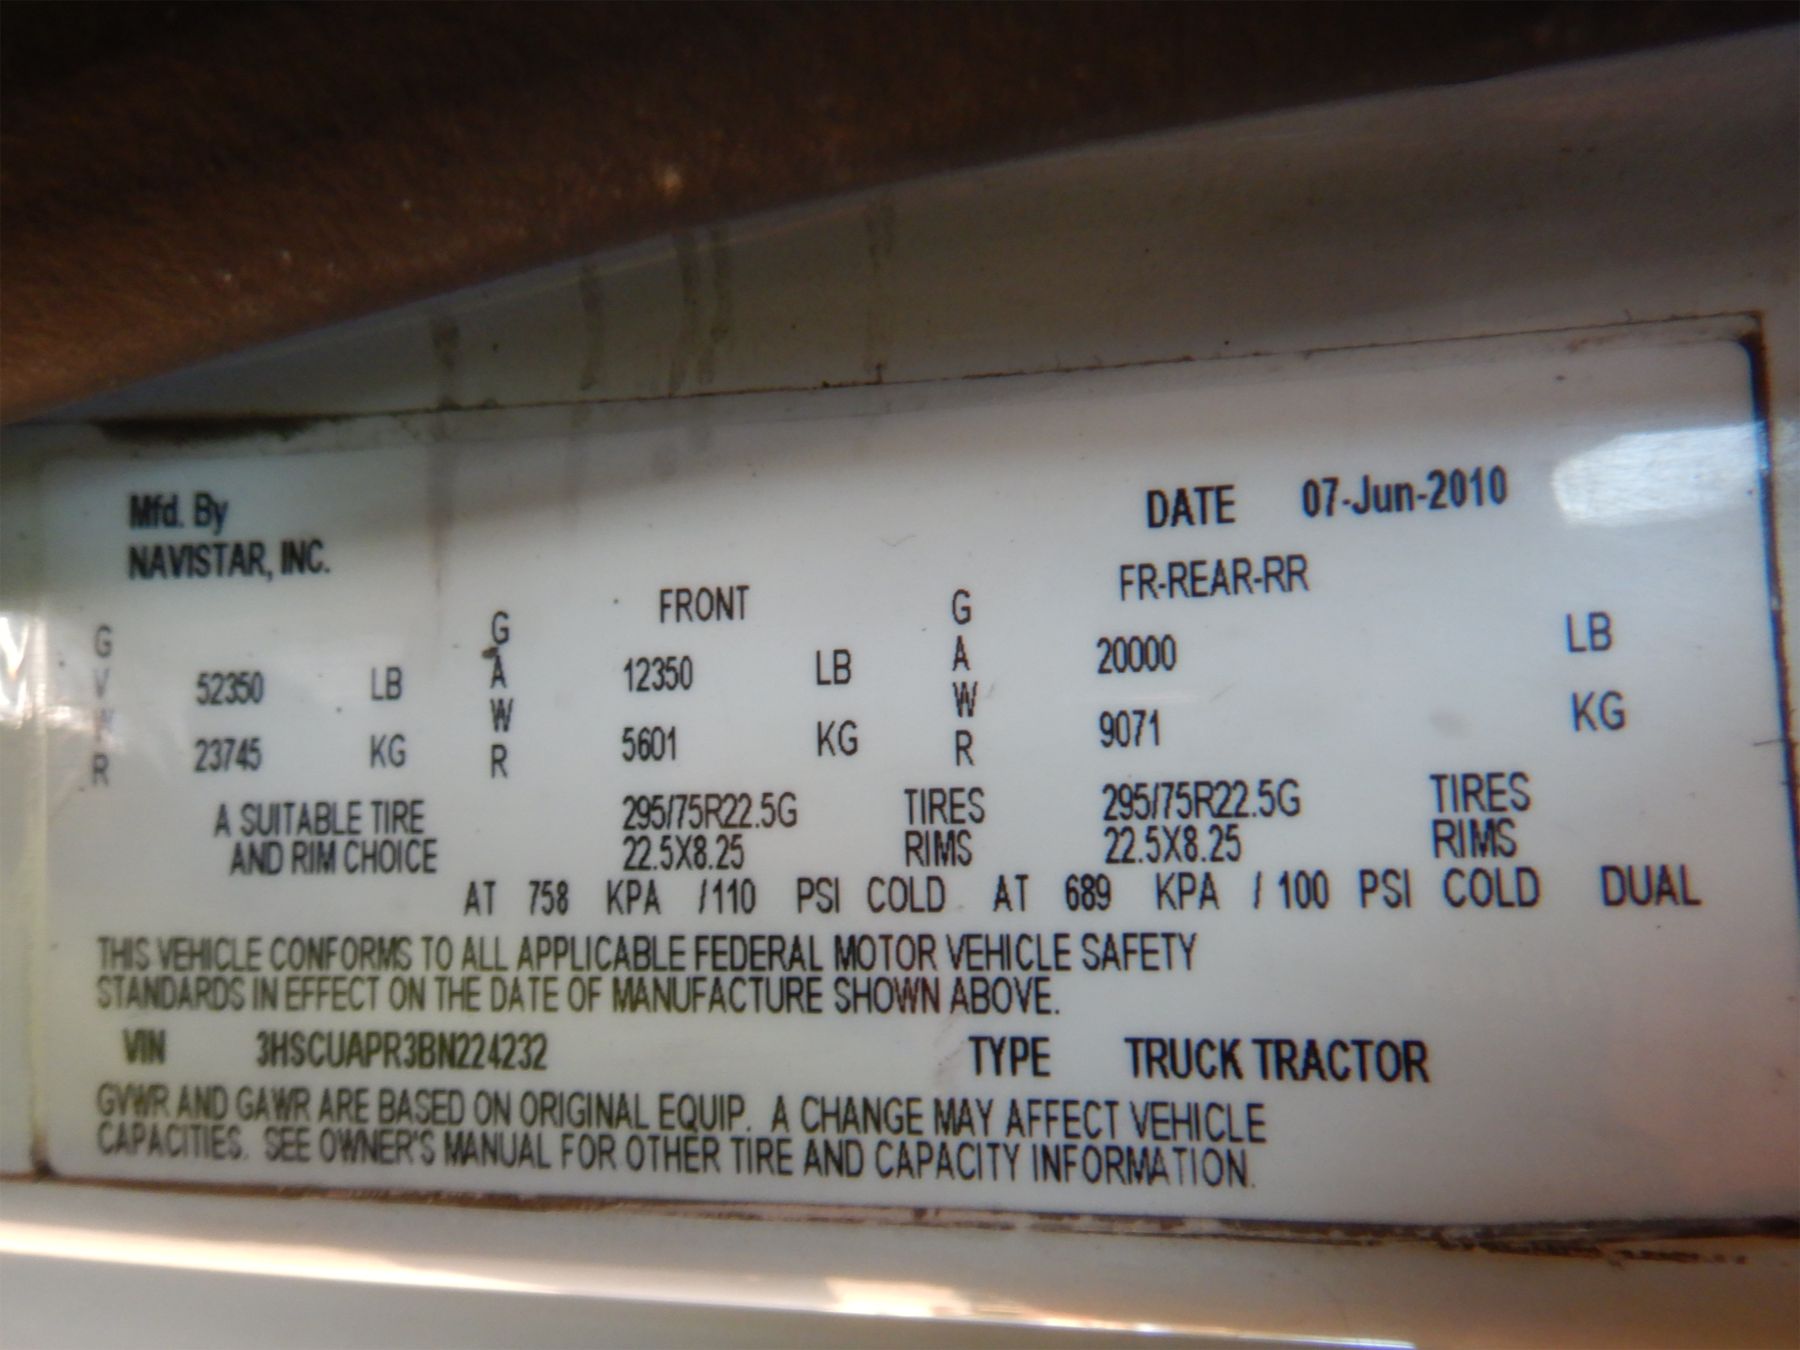 Mfd. By
NAVISTAR, INC.
DATE 07-Jun-2010
FRONT FR-REAR-RR
GVWR 52350 LB GAWR 12350 LB GAWR 20000 LB
23745 KG 5601 KG 9071 KG
A SUITABLE TIRE 295/75R22.5G TIRES 295/75R22.5G TIRES
AND RIM CHOICE 22.5X8.25 RIMS 22.5X8.25 RIMS
AT 758 KPA /110 PSI COLD AT 689 KPA / 100 PSI COLD DUAL
THIS VEHICLE CONFORMS TO ALL APPLICABLE FEDERAL MOTOR VEHICLE SAFETY
STANDARDS IN EFFECT ON THE DATE OF MANUFACTURE SHOWN ABOVE.
VIN 3HSCUAPR3BN224232 TYPE TRUCK TRACTOR
GVWR AND GAWR ARE BASED ON ORIGINAL EQUIP. A CHANGE MAY AFFECT VEHICLE
CAPACITIES. SEE OWNER'S MANUAL FOR OTHER TIRE AND CAPACITY INFORMATION.